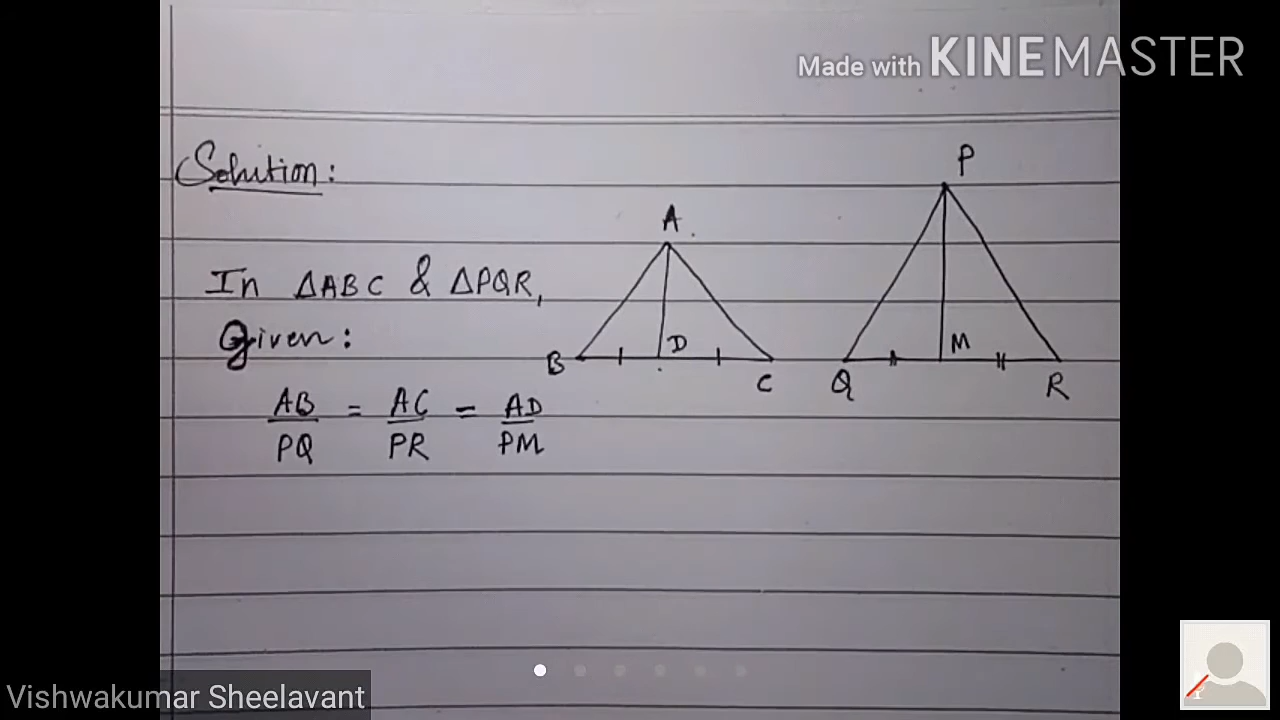 Made with KINEMASTER
Solution:
P
A
In ΔABC & ΔPQR,
Given:
B D C Q M R
AB/PQ = AC/PR = AD/PM
Vishwakumar Sheelavant